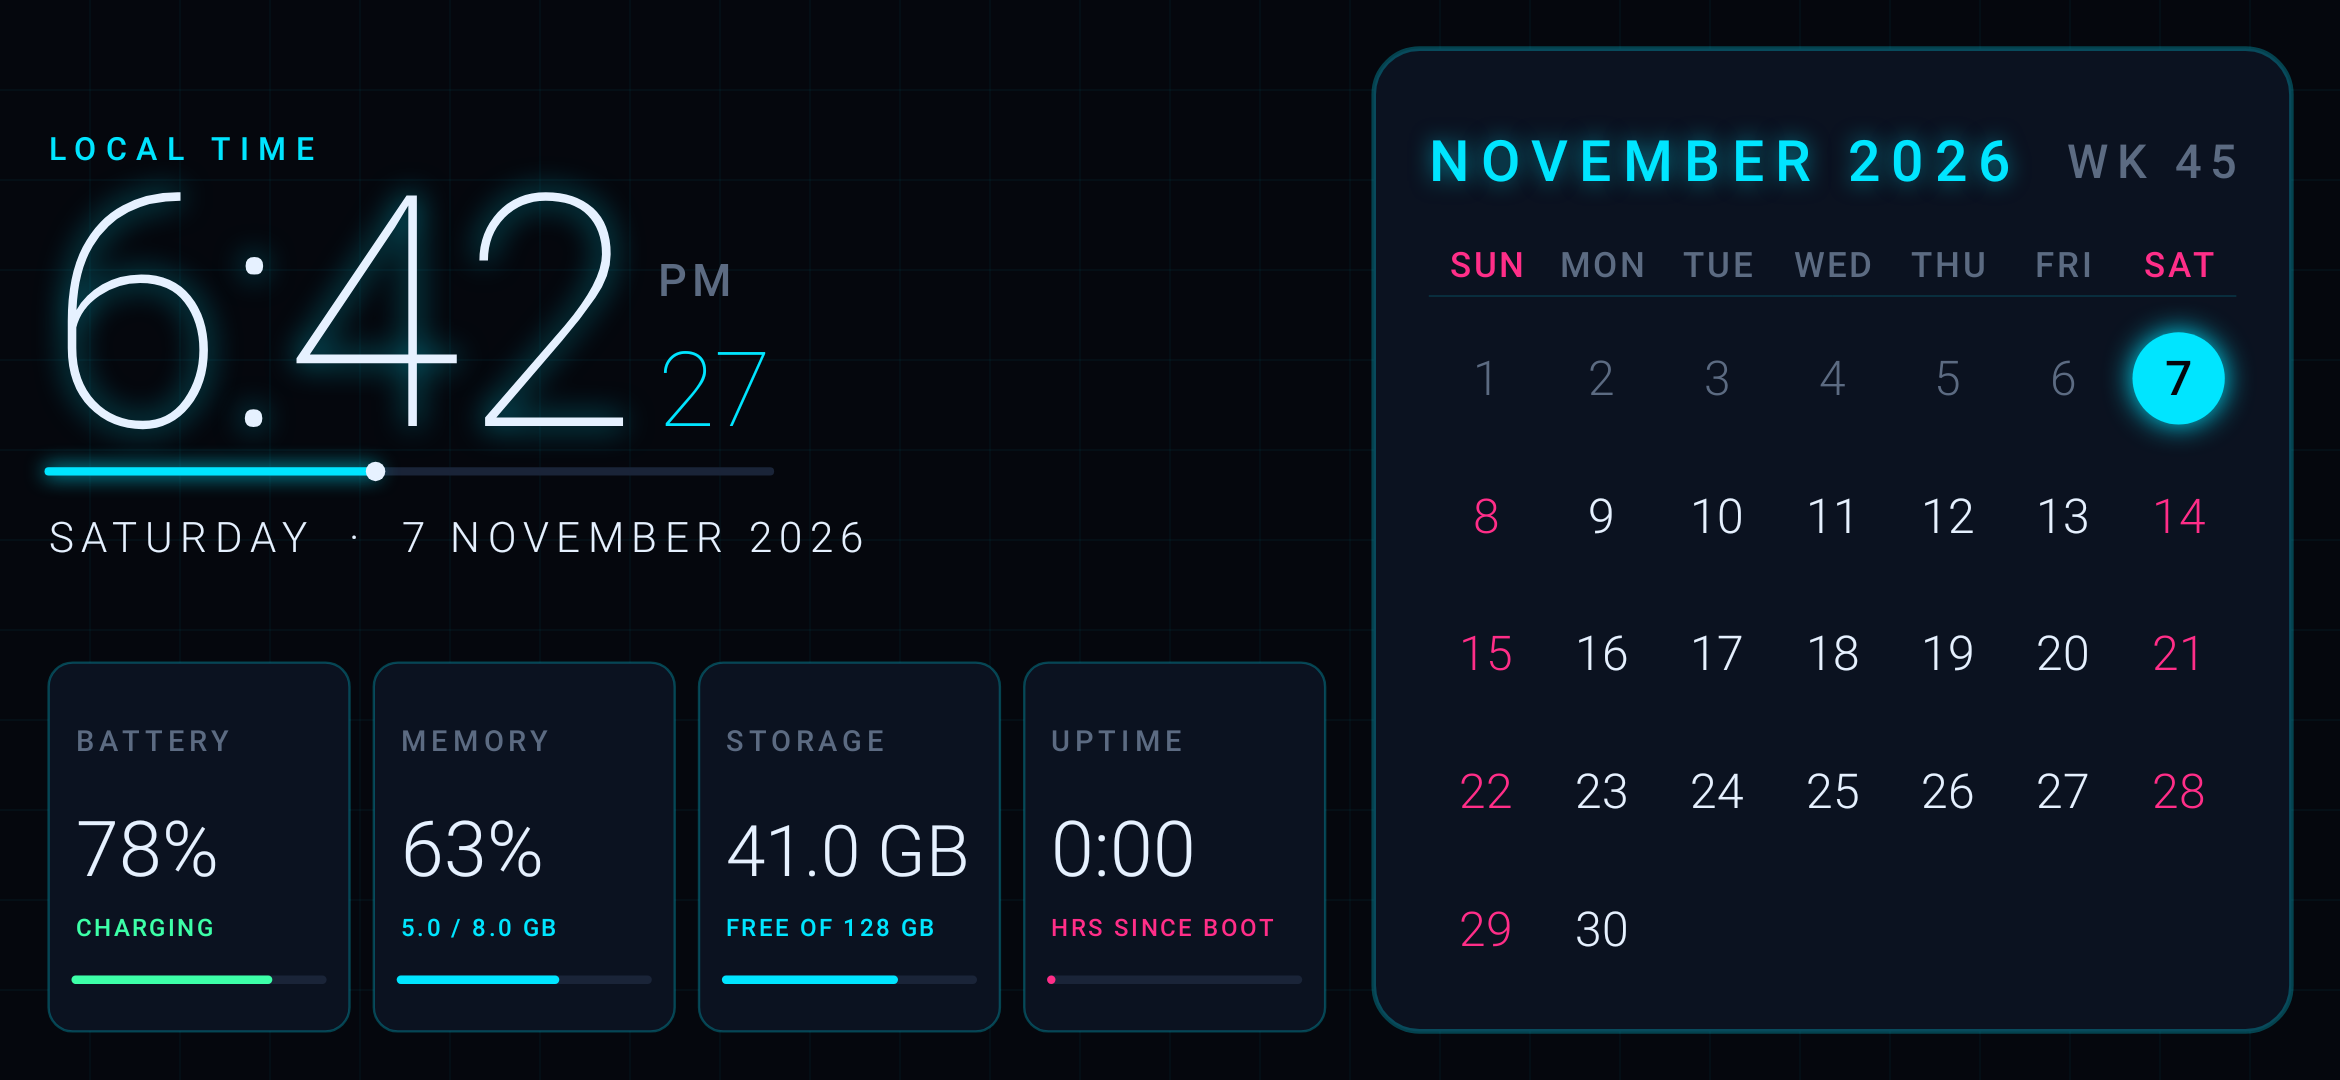 LOCAL TIME
6:42 PM
27
SATURDAY · 7 NOVEMBER 2026
BATTERY
78%
CHARGING
MEMORY
63%
5.0 / 8.0 GB
STORAGE
41.0 GB
FREE OF 128 GB
UPTIME
0:00
HRS SINCE BOOT
NOVEMBER 2026 WK 45
SUN MON TUE WED THU FRI SAT
1 2 3 4 5 6 7
8 9 10 11 12 13 14
15 16 17 18 19 20 21
22 23 24 25 26 27 28
29 30